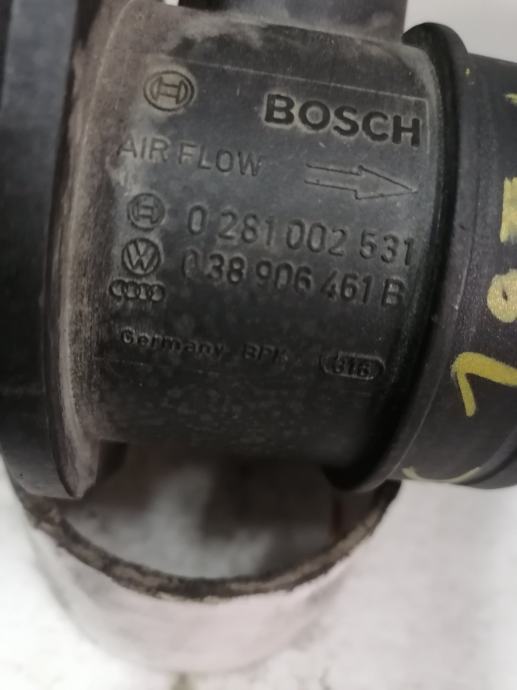 BOSCH
AIR FLOW
0 281 002 531
038 906 461 B
Germany